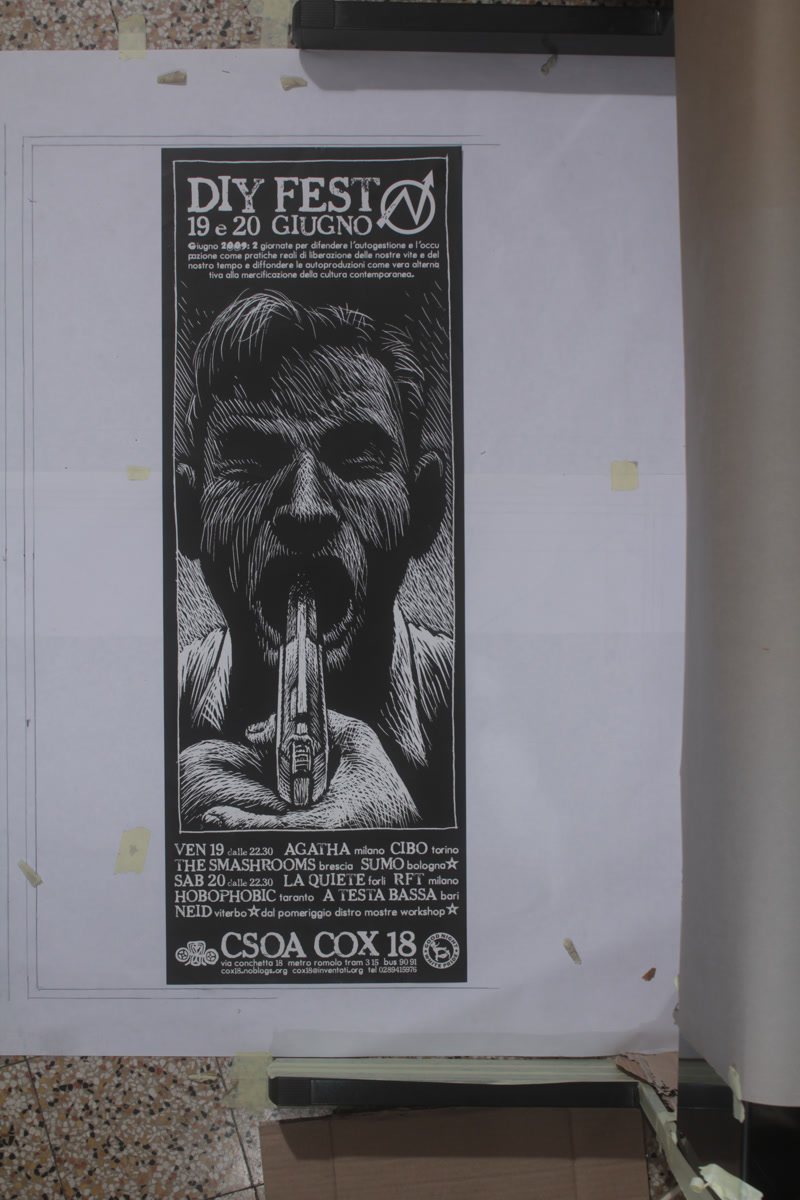 DIY FEST
19 e 20 GIUGNO
Giugno 2009: 2 giornate per difendere l'autogestione e l'occu
pazione come pratiche reali di liberazione delle nostre vite e del
nostro tempo e diffondere le autoproduzioni come vera alterna
tiva alla mercificazione della cultura contemporanea.
VEN 19 dalle 22.30 AGATHA milano CIBO torino
THE SMASHROOMS brescia SUMO bologna☆
SAB 20 dalle 22.30 LA QUIETE forlì RFT milano
HOBOPHOBIC taranto A TESTA BASSA bari
NEID viterbo☆dal pomeriggio distro mostre workshop☆
CSOA COX 18
via conchetta 18 metro romolo tram 3 15 bus 90 91
cox18.noblogs.org cox18@inventati.org tel 0289415976